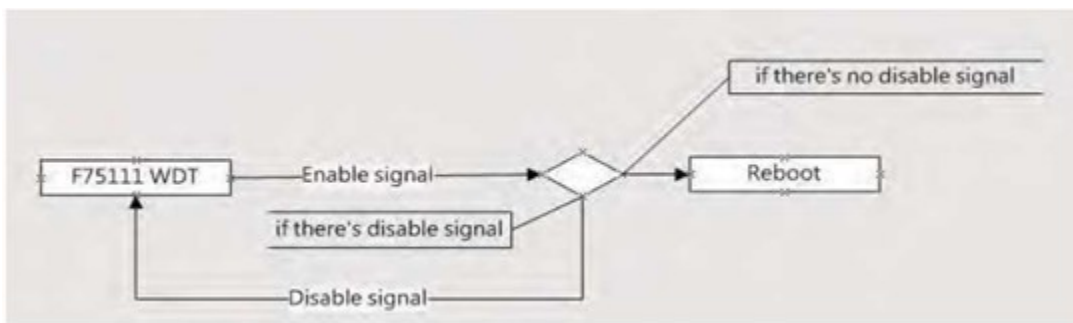 if there's no disable signal
F75111 WDT
Enable signal
Reboot
if there's disable signal
Disable signal